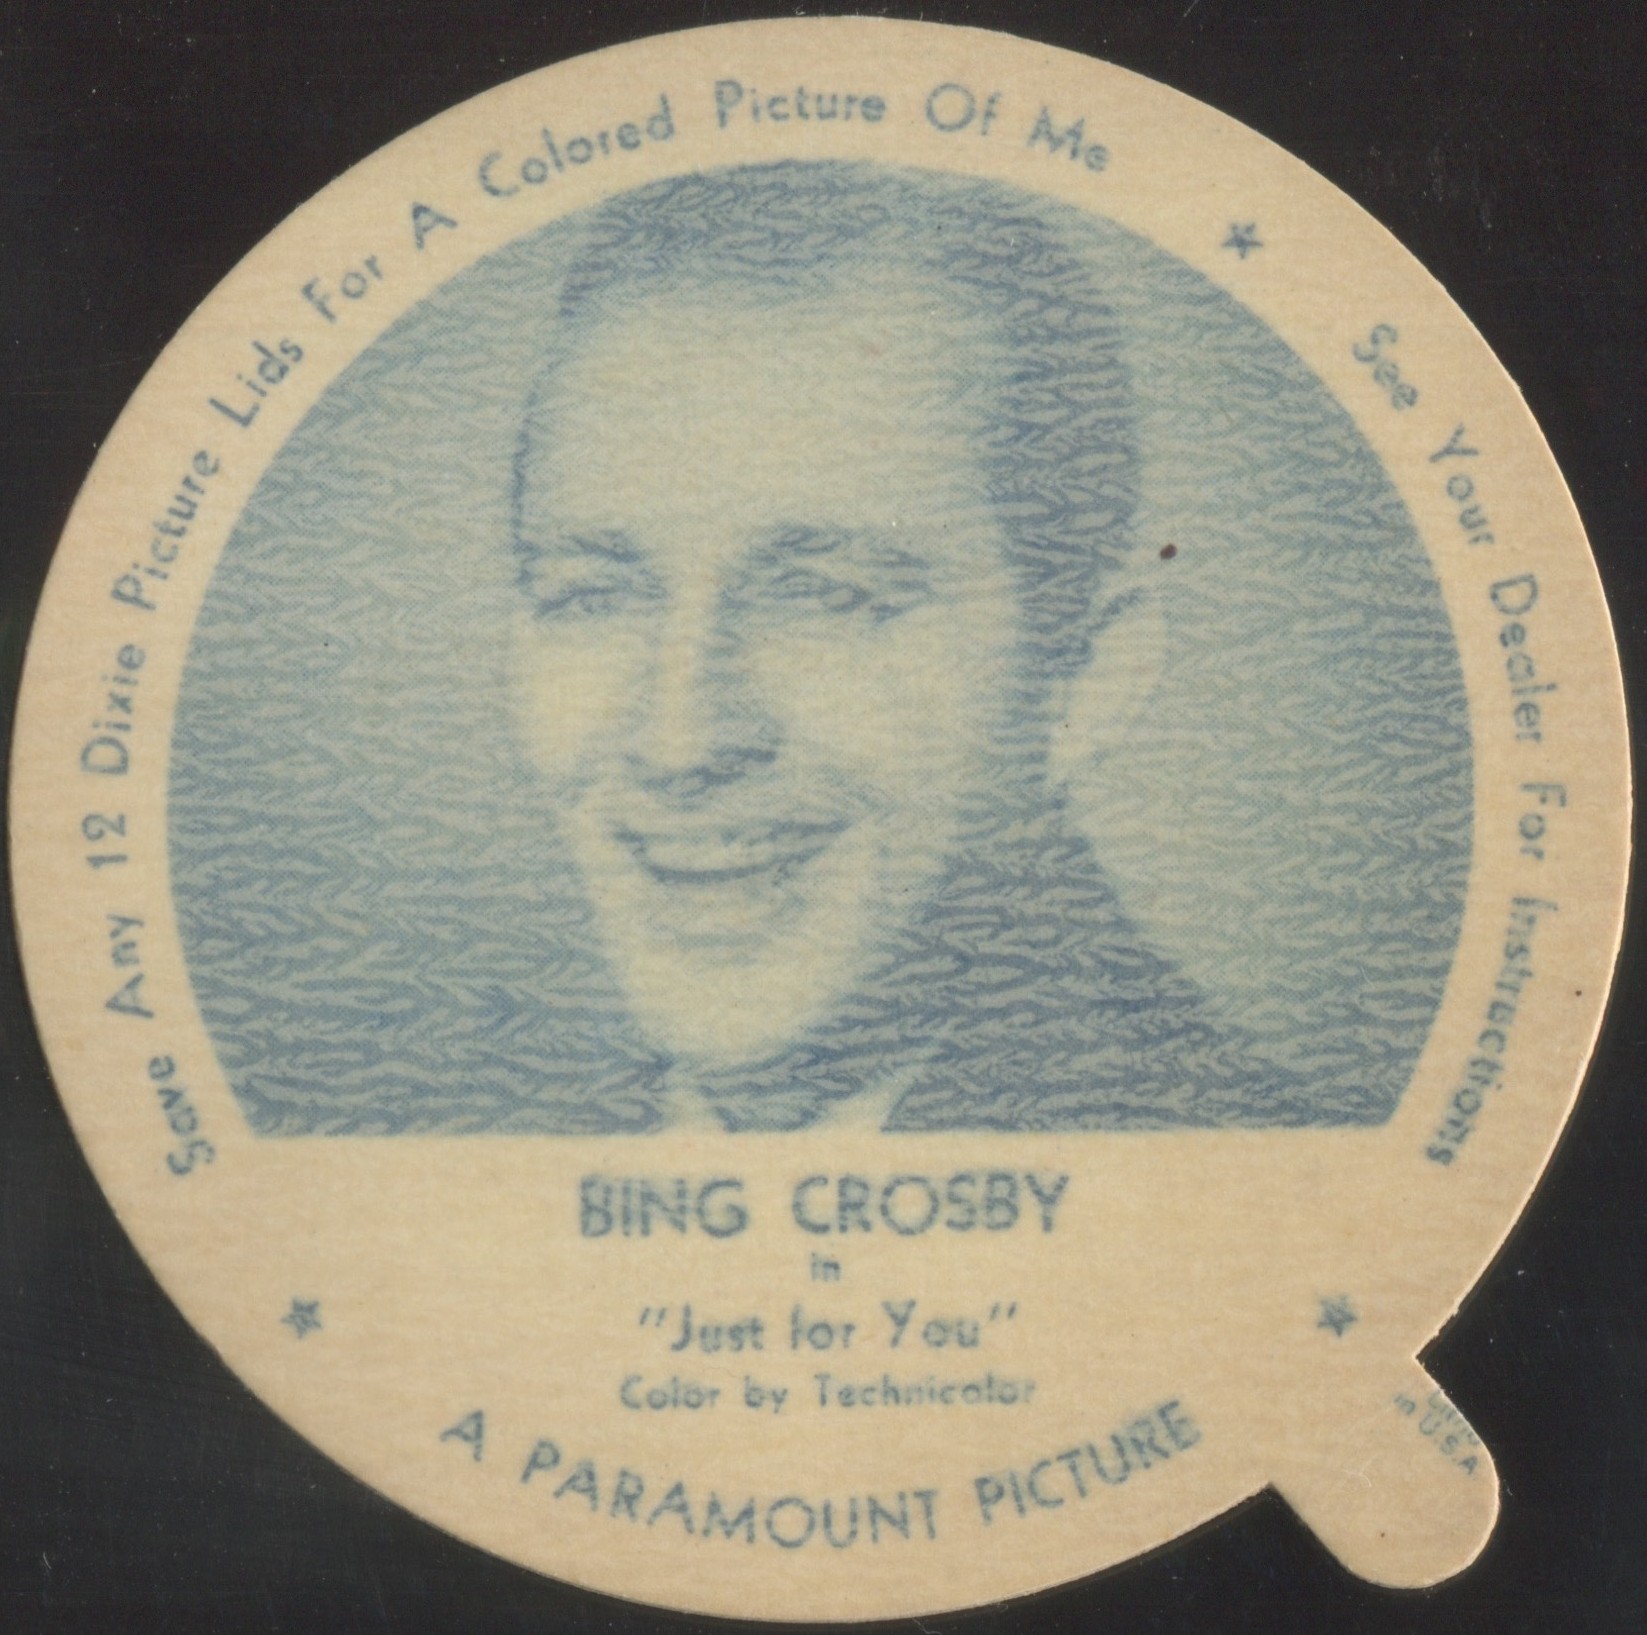 Save Any 12 Dixie Picture Lids For A Colored Picture Of Me
See Your Dealer For Instructions
BING CROSBY
in
"Just for You"
Color by Technicolor
A PARAMOUNT PICTURE
in U.S.A